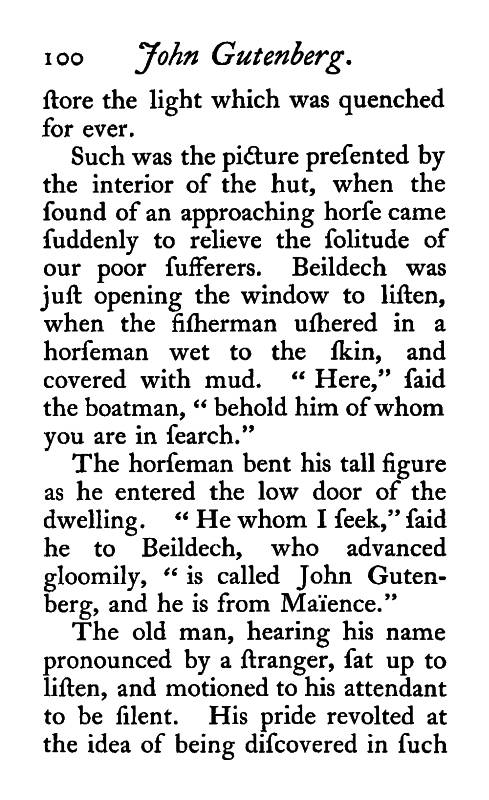 100 John Gutenberg.
ſtore the light which was quenched
for ever.
Such was the picture preſented by
the interior of the hut, when the
ſound of an approaching horſe came
ſuddenly to relieve the ſolitude of
our poor ſufferers. Beildech was
juſt opening the window to liſten,
when the fiſherman uſhered in a
horſeman wet to the ſkin, and
covered with mud. “ Here,” ſaid
the boatman, “ behold him of whom
you are in ſearch.”
The horſeman bent his tall figure
as he entered the low door of the
dwelling. “ He whom I ſeek,” ſaid
he to Beildech, who advanced
gloomily, “ is called John Guten-
berg, and he is from Maïence.”
The old man, hearing his name
pronounced by a ſtranger, ſat up to
liſten, and motioned to his attendant
to be ſilent. His pride revolted at
the idea of being diſcovered in ſuch